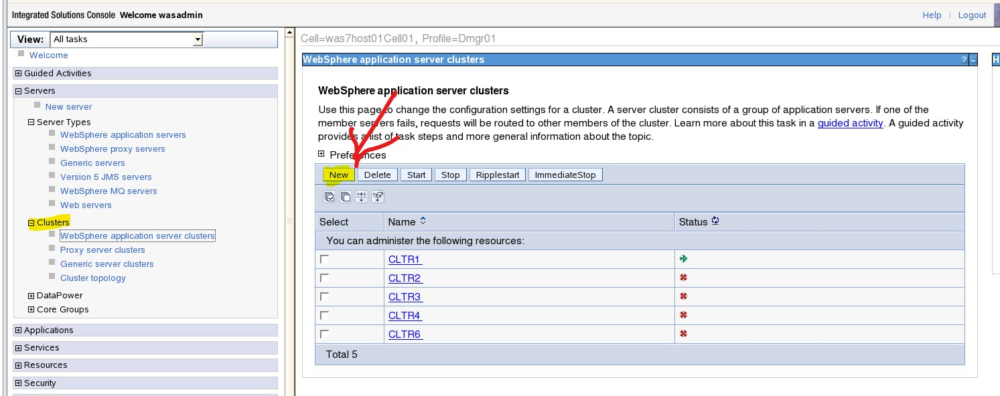 Integrated Solutions Console Welcome wasadmin
Help | Logout
View: All tasks
Welcome
Guided Activities
Servers
New server
Server Types
WebSphere application servers
WebSphere proxy servers
Generic servers
Version 5 JMS servers
WebSphere MQ servers
Web servers
Clusters
WebSphere application server clusters
Proxy server clusters
Generic server clusters
Cluster topology
DataPower
Core Groups
Applications
Services
Resources
Security
Cell=was7host01Cell01, Profile=Dmgr01
WebSphere application server clusters ? _
H
WebSphere application server clusters
Use this page to change the configuration settings for a cluster. A server cluster consists of a group of application servers. If one of the
member servers fails, requests will be routed to other members of the cluster. Learn more about this task in a guided activity. A guided activity
provides a list of task steps and more general information about the topic.
Preferences
New Delete Start Stop Ripplestart ImmediateStop
Select Name Status
You can administer the following resources:
CLTR1
CLTR2
CLTR3
CLTR4
CLTR6
Total 5